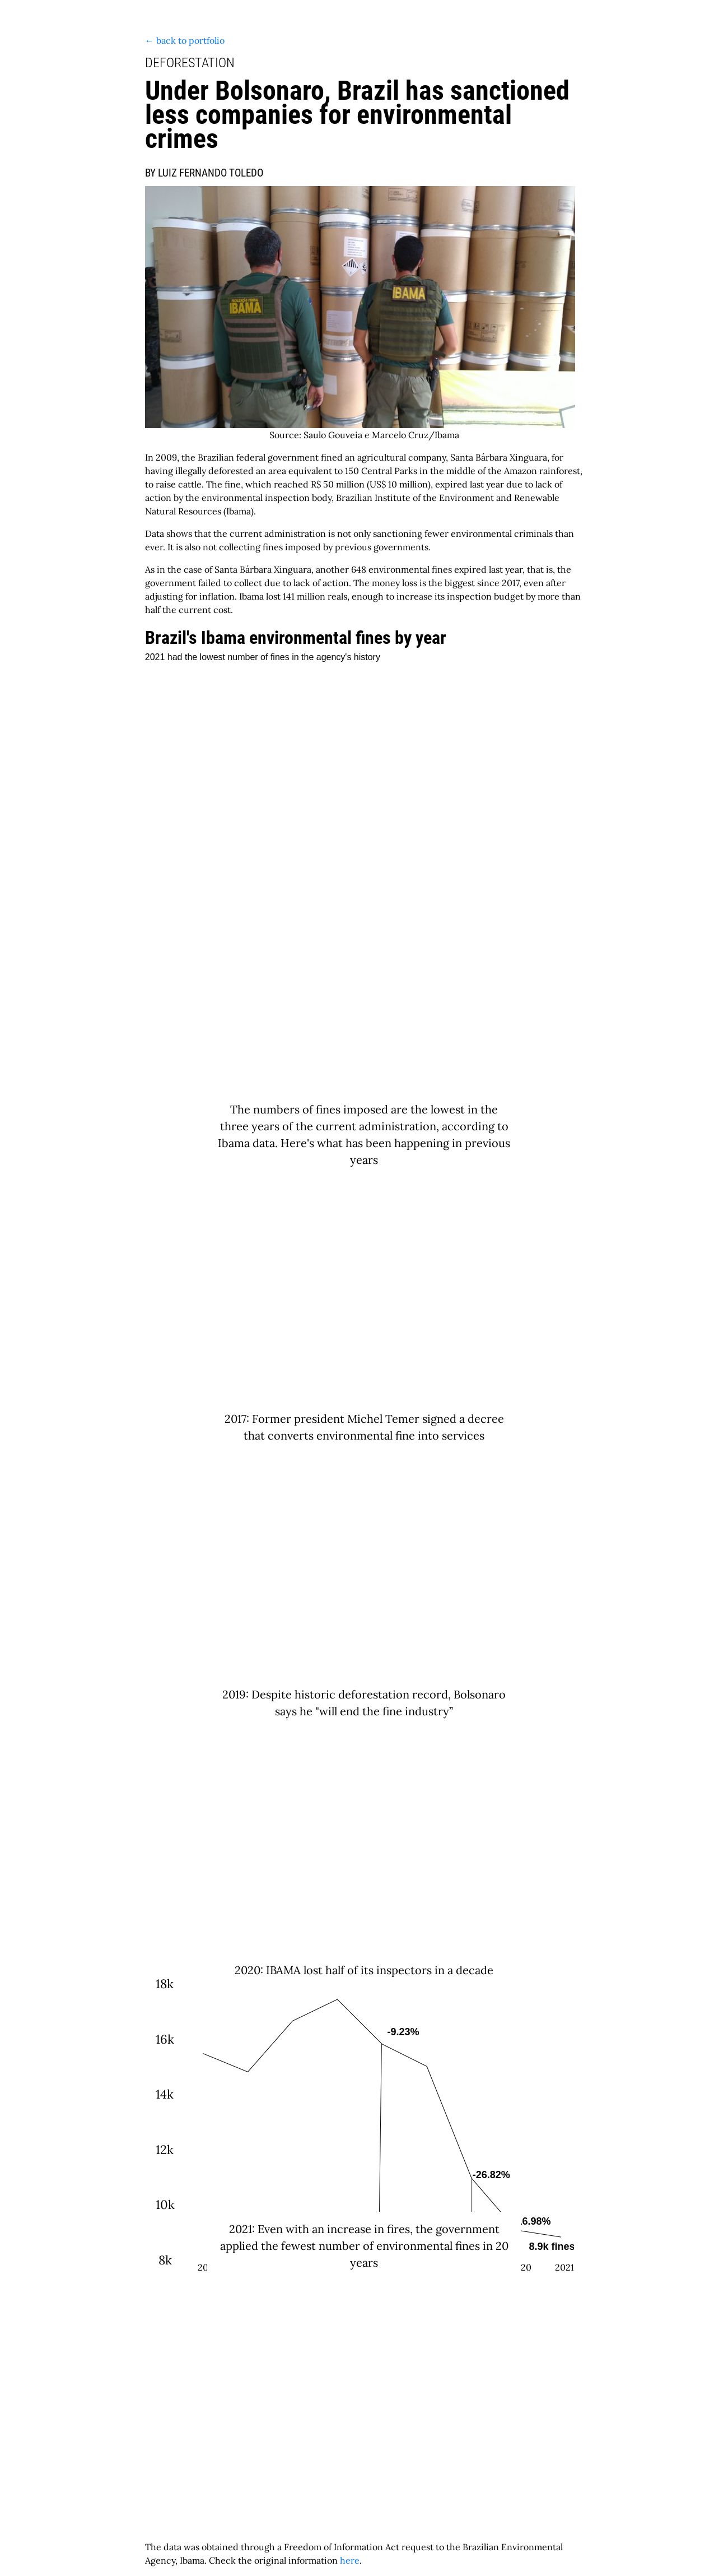 ← back to portfolio
DEFORESTATION
Under Bolsonaro, Brazil has sanctioned
less companies for environmental
crimes
BY LUIZ FERNANDO TOLEDO
IBAMA
IBAMA
Source: Saulo Gouveia e Marcelo Cruz/Ibama
In 2009, the Brazilian federal government fined an agricultural company, Santa Bárbara Xinguara, for
having illegally deforested an area equivalent to 150 Central Parks in the middle of the Amazon rainforest,
to raise cattle. The fine, which reached R$ 50 million (US$ 10 million), expired last year due to lack of
action by the environmental inspection body, Brazilian Institute of the Environment and Renewable
Natural Resources (Ibama).
Data shows that the current administration is not only sanctioning fewer environmental criminals than
ever. It is also not collecting fines imposed by previous governments.
As in the case of Santa Bárbara Xinguara, another 648 environmental fines expired last year, that is, the
government failed to collect due to lack of action. The money loss is the biggest since 2017, even after
adjusting for inflation. Ibama lost 141 million reals, enough to increase its inspection budget by more than
half the current cost.
Brazil's Ibama environmental fines by year
2021 had the lowest number of fines in the agency's history
The numbers of fines imposed are the lowest in the
three years of the current administration, according to
Ibama data. Here's what has been happening in previous
years
2017: Former president Michel Temer signed a decree
that converts environmental fine into services
2019: Despite historic deforestation record, Bolsonaro
says he "will end the fine industry”
2020: IBAMA lost half of its inspectors in a decade
18k
-9.23%
16k
14k
12k
-26.82%
10k
6.98%
2021: Even with an increase in fires, the government
applied the fewest number of environmental fines in 20
years
8.9k fines
8k
20
20
2021
The data was obtained through a Freedom of Information Act request to the Brazilian Environmental
Agency, Ibama. Check the original information here.